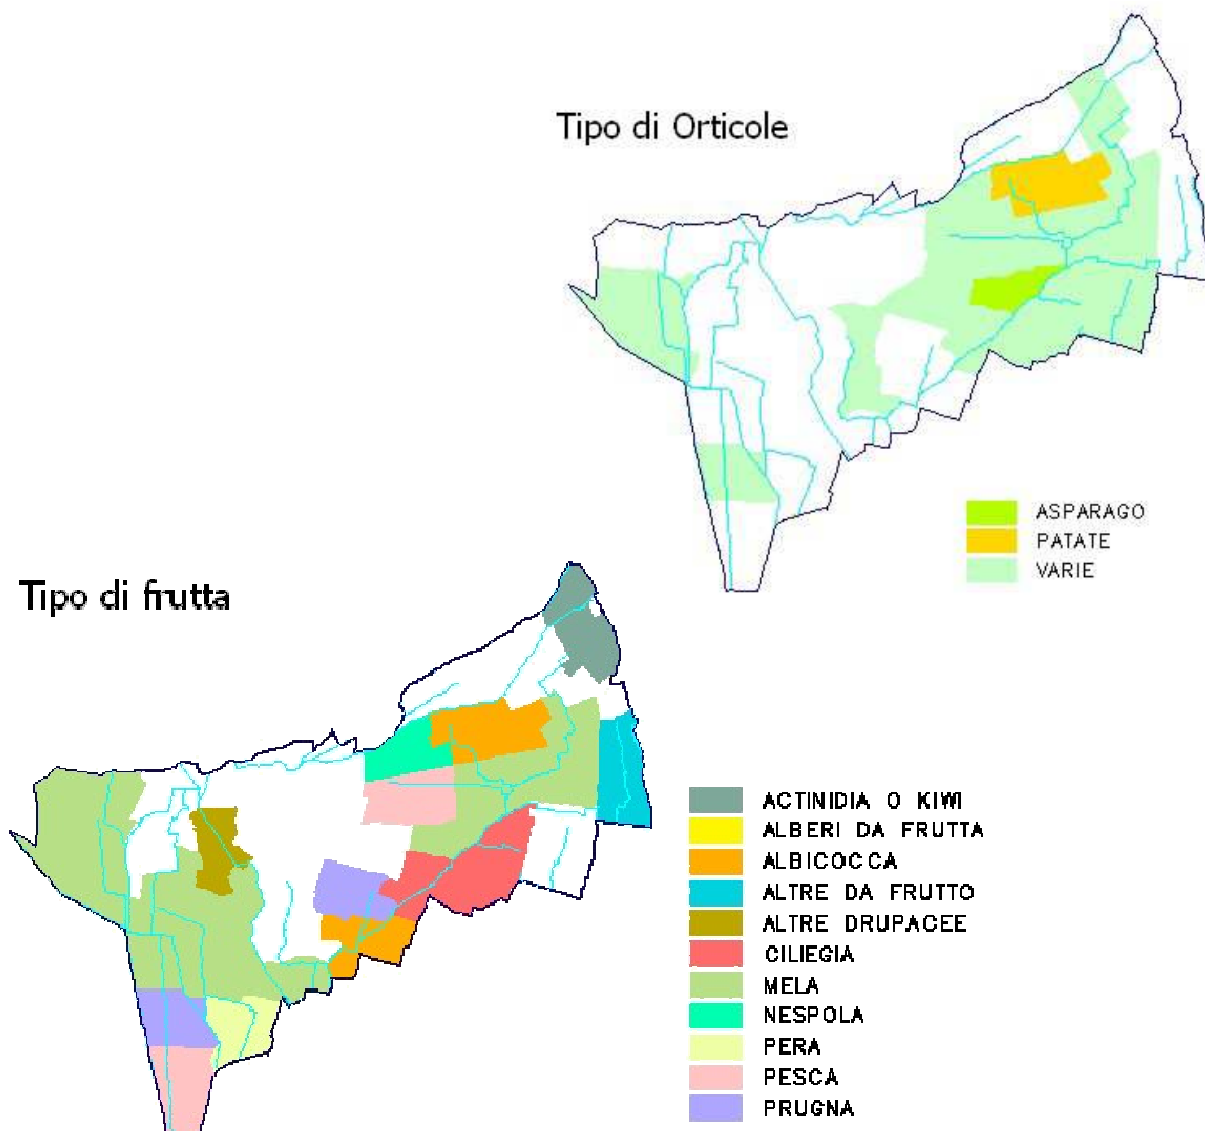 Tipo di Orticole
ASPARAGO
PATATE
VARIE
Tipo di frutta
ACTINIDIA O KIWI
ALBERI DA FRUTTA
ALBICOCCA
ALTRE DA FRUTTO
ALTRE DRUPACEE
CILIEGIA
MELA
NESPOLA
PERA
PESCA
PRUGNA